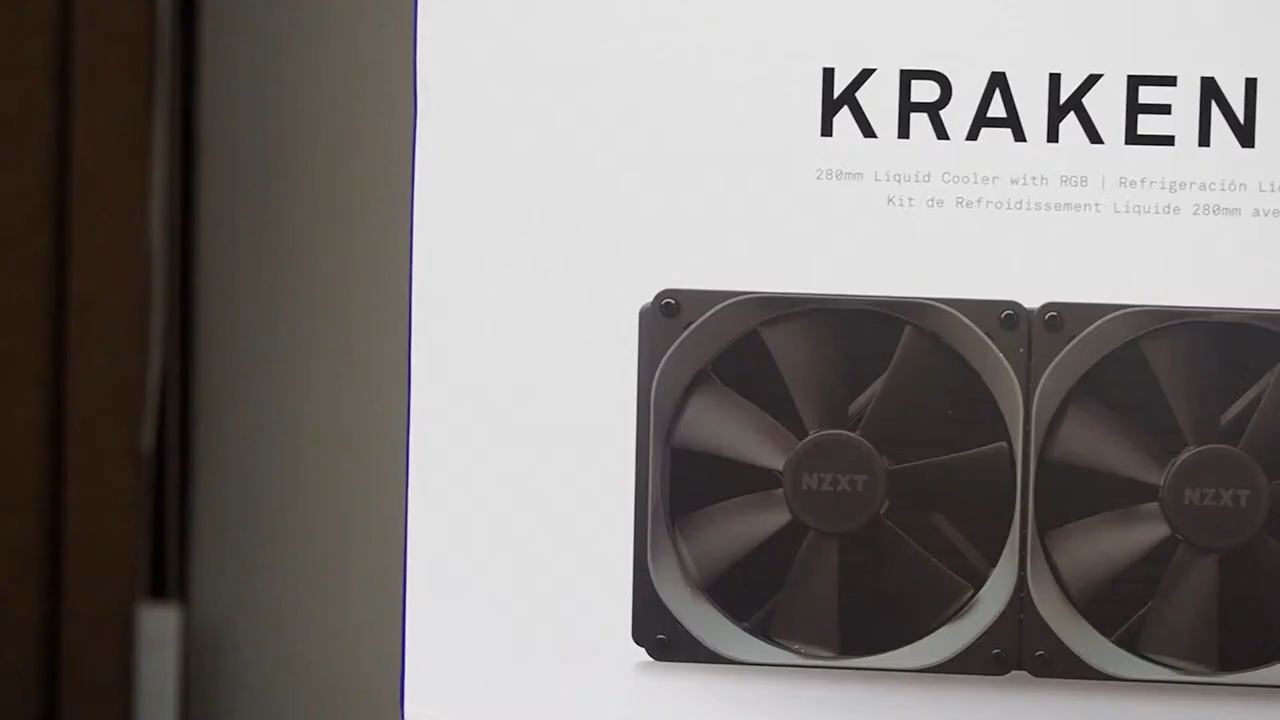 KRAKEN
280mm Liquid Cooler with RGB | Refrigeración
Kit de Refroidissement Liquide 280mm
NZXT
NZXT